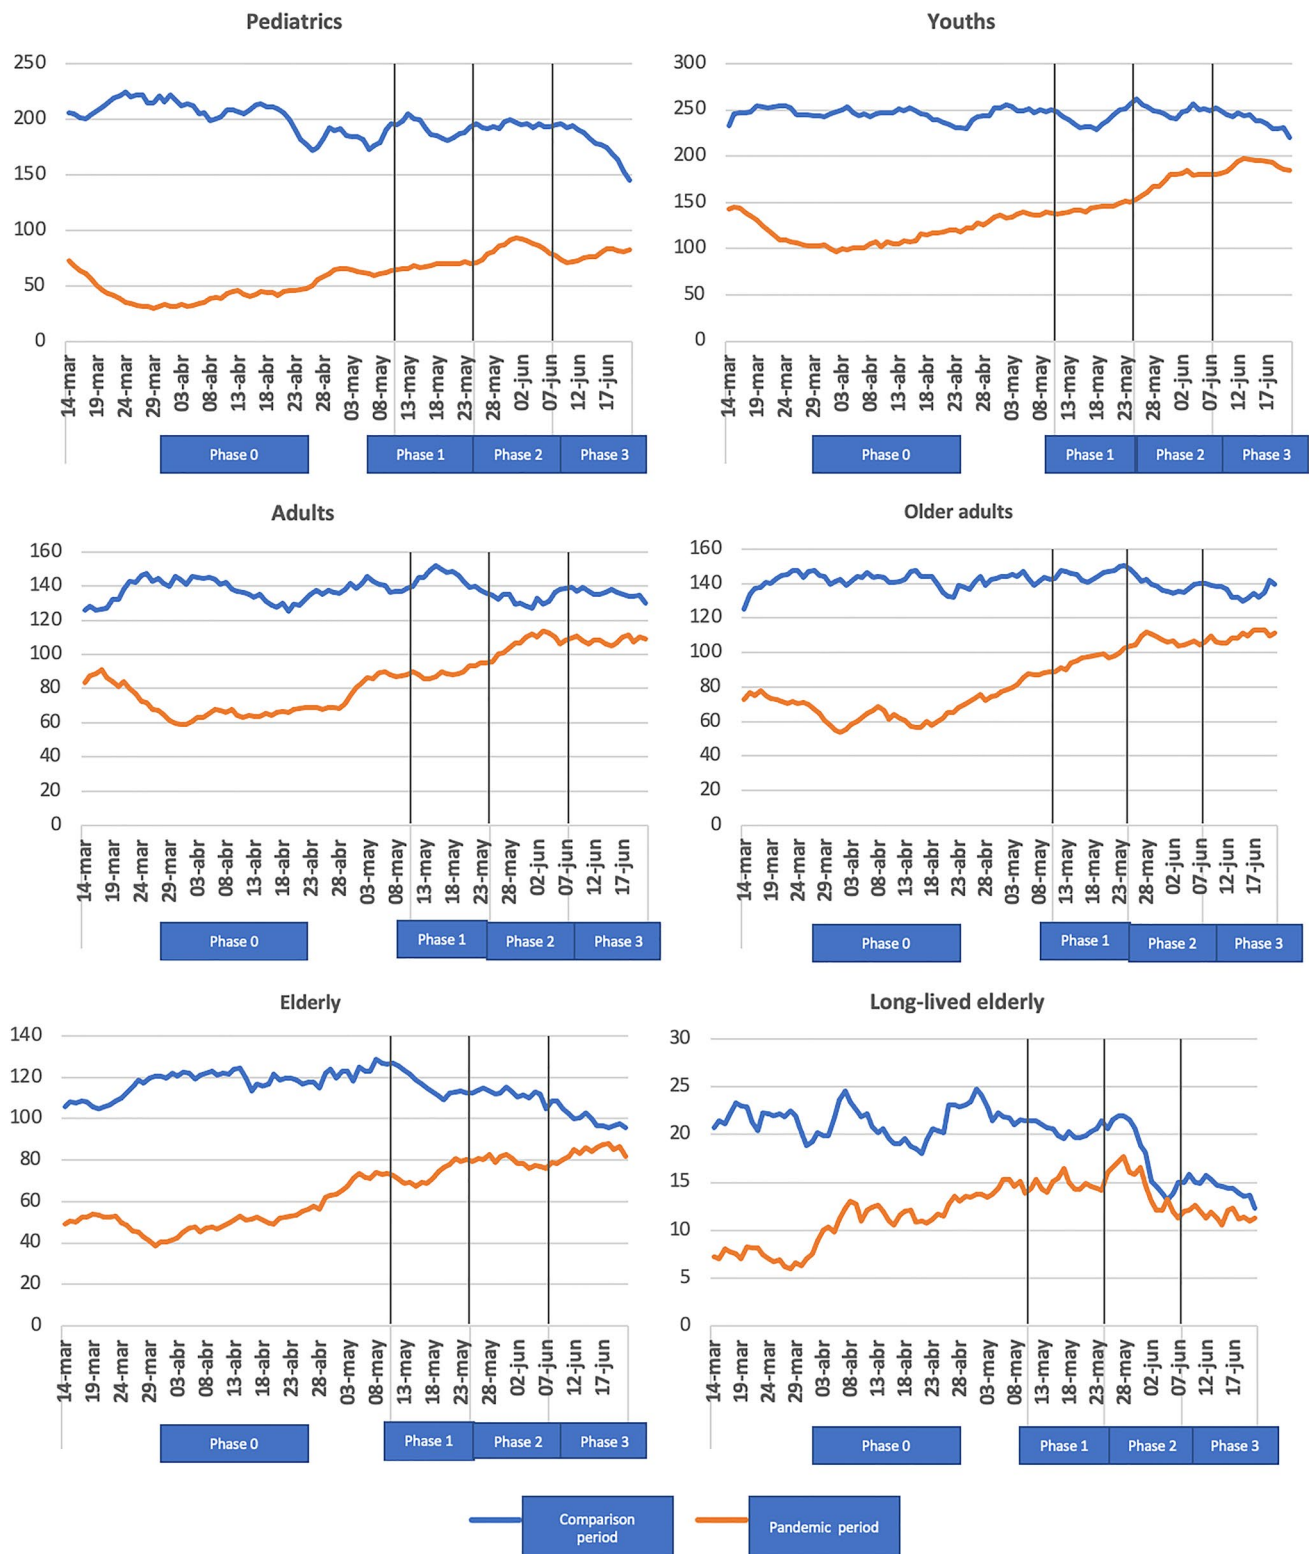 Pediatrics
250
200
150
100
50
0
14-mar
19-mar
24-mar
29-mar
03-abr
08-abr
13-abr
18-abr
23-abr
28-abr
03-may
08-may
13-may
18-may
23-may
28-may
02-jun
07-jun
12-jun
17-jun
Phase 0
Phase 1
Phase 2
Phase 3
Youths
300
250
200
150
100
50
0
14-mar
19-mar
24-mar
29-mar
03-abr
08-abr
13-abr
18-abr
23-abr
28-abr
03-may
08-may
13-may
18-may
23-may
28-may
02-jun
07-jun
12-jun
17-jun
Phase 0
Phase 1
Phase 2
Phase 3
Adults
160
140
120
100
80
60
40
20
0
14-mar
19-mar
24-mar
29-mar
03-abr
08-abr
13-abr
18-abr
23-abr
28-abr
03-may
08-may
13-may
18-may
23-may
28-may
02-jun
07-jun
12-jun
17-jun
Phase 0
Phase 1
Phase 2
Phase 3
Older adults
160
140
120
100
80
60
40
20
0
14-mar
19-mar
24-mar
29-mar
03-abr
08-abr
13-abr
18-abr
23-abr
28-abr
03-may
08-may
13-may
18-may
23-may
28-may
02-jun
07-jun
12-jun
17-jun
Phase 0
Phase 1
Phase 2
Phase 3
Elderly
140
120
100
80
60
40
20
0
14-mar
19-mar
24-mar
29-mar
03-abr
08-abr
13-abr
18-abr
23-abr
28-abr
03-may
08-may
13-may
18-may
23-may
28-may
02-jun
07-jun
12-jun
17-jun
Phase 0
Phase 1
Phase 2
Phase 3
Long-lived elderly
30
25
20
15
10
5
0
14-mar
19-mar
24-mar
29-mar
03-abr
08-abr
13-abr
18-abr
23-abr
28-abr
03-may
08-may
13-may
18-may
23-may
28-may
02-jun
07-jun
12-jun
17-jun
Phase 0
Phase 1
Phase 2
Phase 3
Comparison
period
Pandemic period